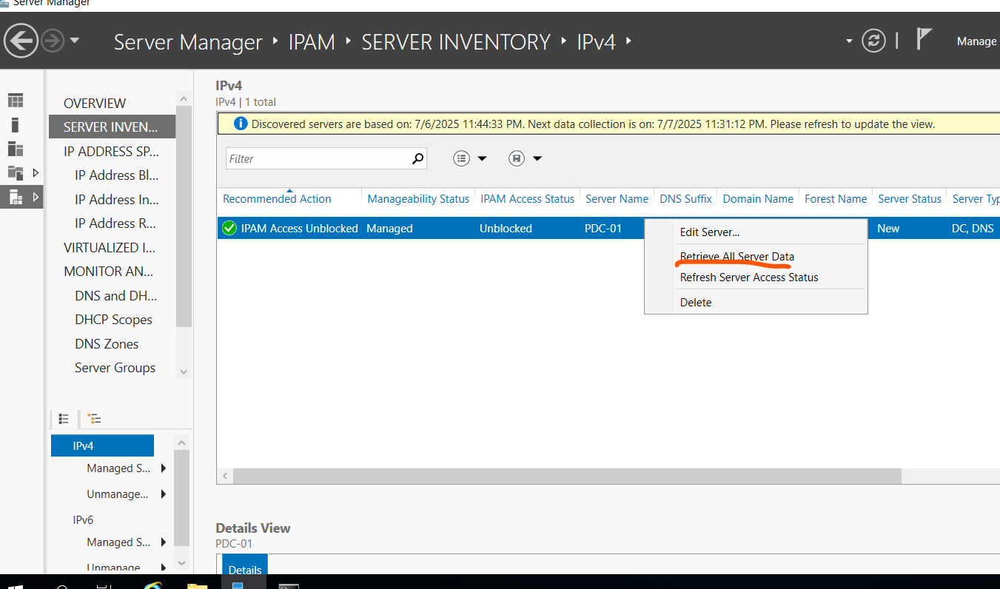 Server Manager
Server Manager ‣ IPAM ‣ SERVER INVENTORY ‣ IPv4 ‣
Manage
OVERVIEW
SERVER INVEN...
IP ADDRESS SP...
IP Address Bl...
IP Address In...
IP Address R...
VIRTUALIZED I...
MONITOR AN...
DNS and DH...
DHCP Scopes
DNS Zones
Server Groups
IPv4
Managed S...
Unmanage...
IPv6
Managed S...
Unmanage
IPv4
IPv4 | 1 total
Discovered servers are based on: 7/6/2025 11:44:33 PM. Next data collection is on: 7/7/2025 11:31:12 PM. Please refresh to update the view.
Filter
Recommended Action Manageability Status IPAM Access Status Server Name DNS Suffix Domain Name Forest Name Server Status Server Typ
IPAM Access Unblocked Managed Unblocked PDC-01 New DC, DNS
Edit Server...
Retrieve All Server Data
Refresh Server Access Status
Delete
Details View
PDC-01
Details